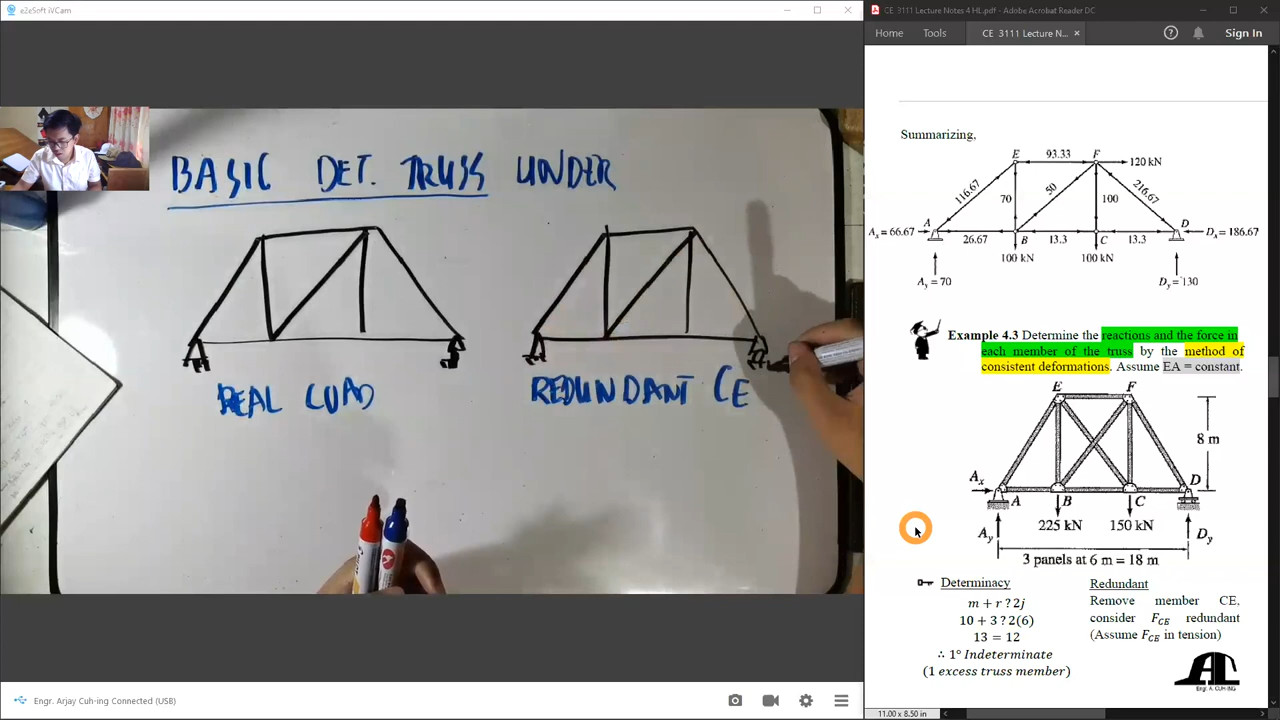 e2eSoft iVCam
BASIC DET. TRUSS UNDER
REAL LOAD
REDUNDANT CE
Engr. Arjay Cuh-ing Connected (USB)
CE 3111 Lecture Notes 4 HL.pdf - Adobe Acrobat Reader DC
Home Tools CE 3111 Lecture N... × ? Sign In
Summarizing,
E 93.33 F 120 kN
116.67 70 50 100 216.67
A D
Ax = 66.67 Dx = 186.67
26.67 B 13.3 C 13.3
100 kN 100 kN
Ay = 70 Dy = 130
Example 4.3 Determine the reactions and the force in
each member of the truss by the method of
consistent deformations. Assume EA = constant.
E F
8 m
Ax A B C D
225 kN 150 kN
Ay Dy
3 panels at 6 m = 18 m
Determinacy
m + r ? 2j
10 + 3 ? 2(6)
13 = 12
∴ 1° Indeterminate
(1 excess truss member)
Redundant
Remove member CE,
consider FCE redundant
(Assume FCE in tension)
Engr. A. CUH-ING
11.00 x 8.50 in